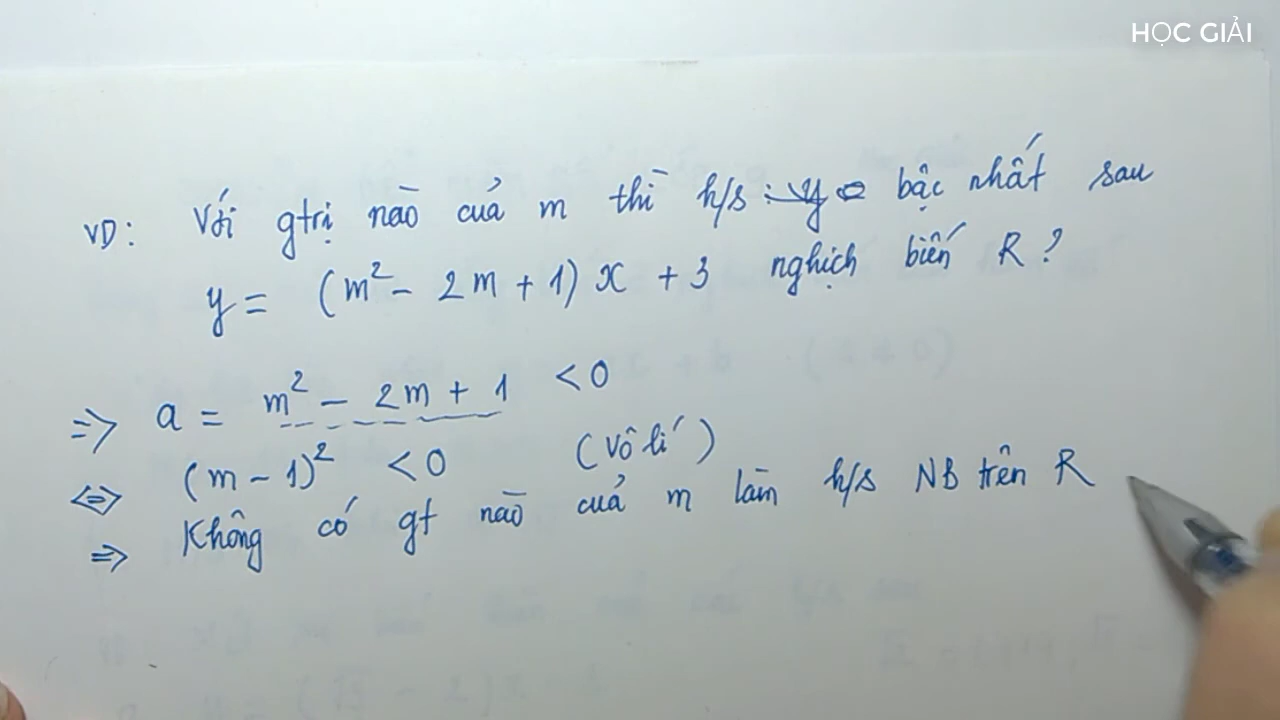 HỌC GIẢI
VD: Với gtrị nào của m thì h/s : y = bậc nhất sau
y = (m² - 2m + 1) x + 3 nghịch biến R ?
=> a = m² - 2m + 1 < 0
<=> (m - 1)² < 0 (Vô lí)
=> Không có gt nào của m làm h/s NB trên R